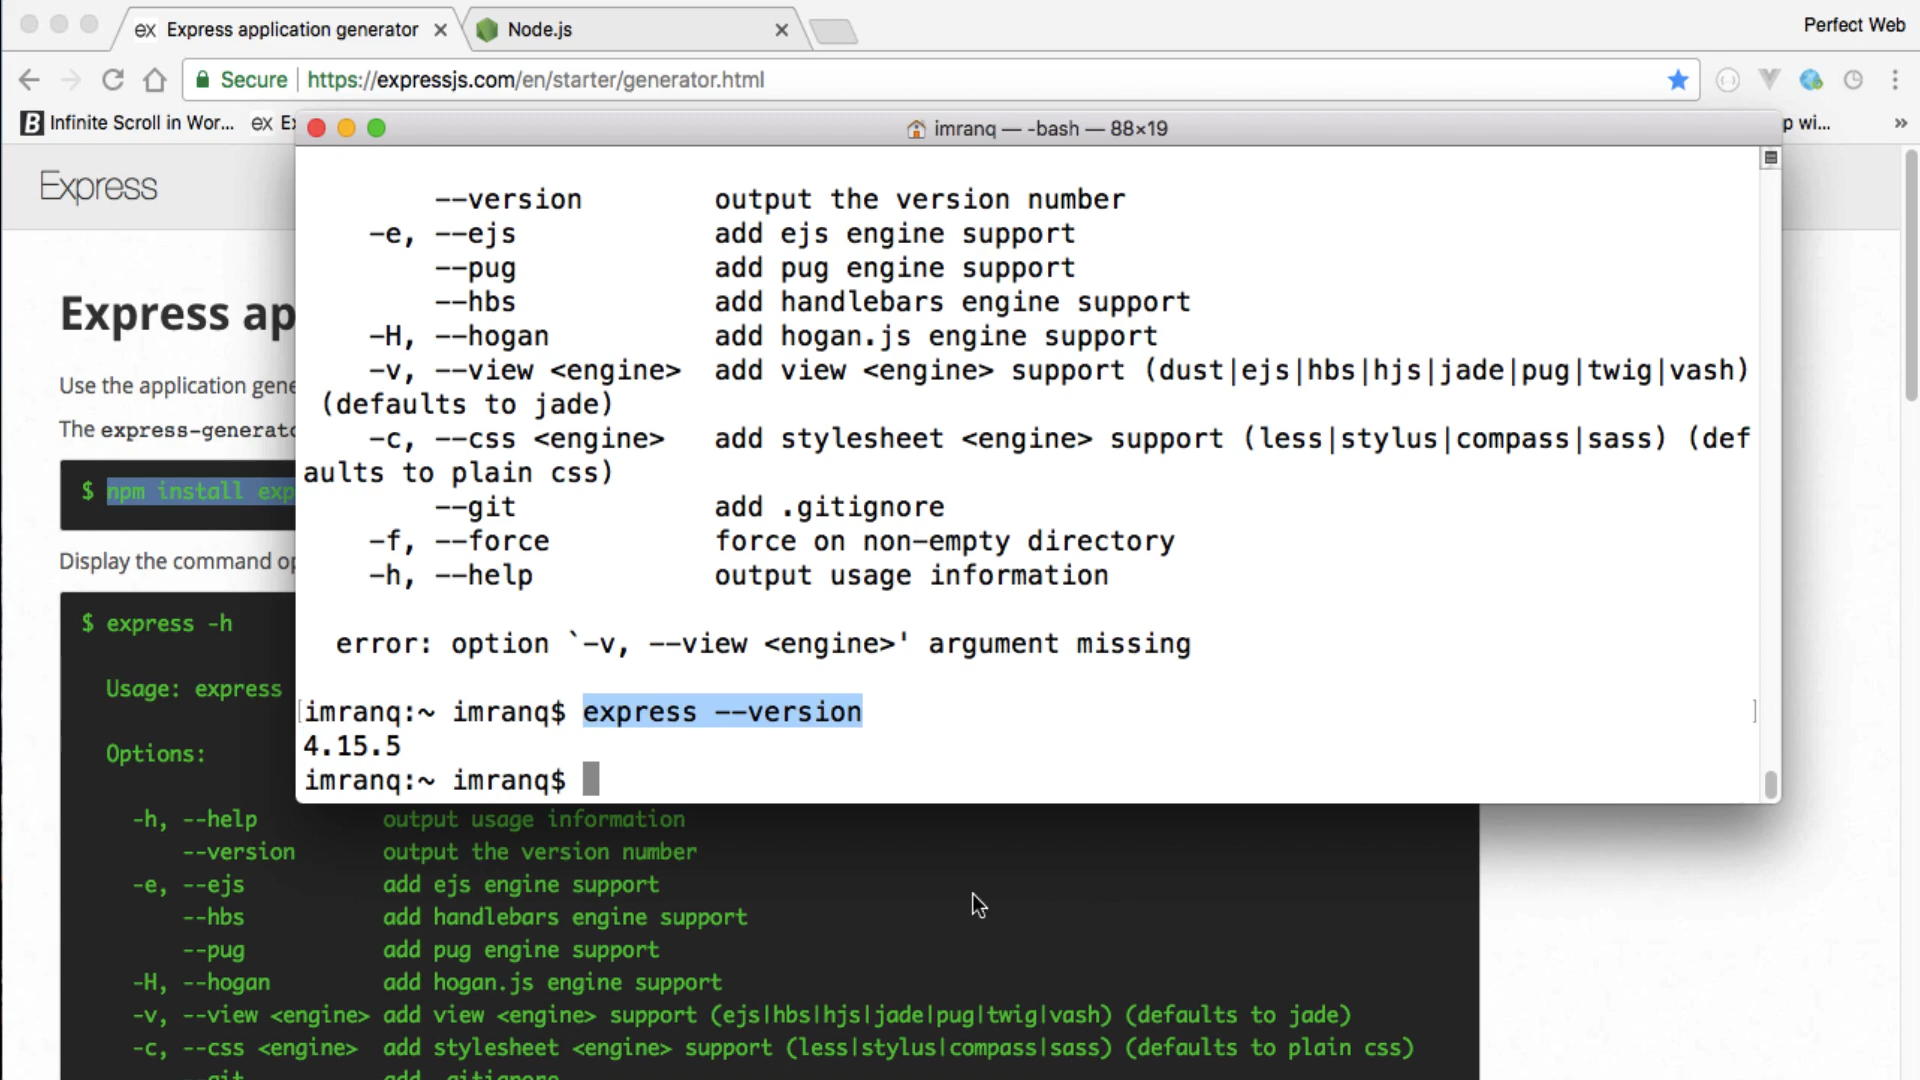 ex Express application generator
Node.js
Perfect Web
Secure https://expressjs.com/en/starter/generator.html
B Infinite Scroll in Wor...
ex
p wi...
»
imranq — -bash — 88×19
Express
--version output the version number
-e, --ejs add ejs engine support
--pug add pug engine support
--hbs add handlebars engine support
-H, --hogan add hogan.js engine support
-v, --view <engine> add view <engine> support (dust|ejs|hbs|hjs|jade|pug|twig|vash)
(defaults to jade)
-c, --css <engine> add stylesheet <engine> support (less|stylus|compass|sass) (def
aults to plain css)
--git add .gitignore
-f, --force force on non-empty directory
-h, --help output usage information
error: option `-v, --view <engine>' argument missing
[imranq:~ imranq$ express --version ]
4.15.5
imranq:~ imranq$
Express ap
Use the application gene
The express-generato
$ npm install exp
Display the command op
$ express -h
Usage: express
Options:
-h, --help output usage information
--version output the version number
-e, --ejs add ejs engine support
--hbs add handlebars engine support
--pug add pug engine support
-H, --hogan add hogan.js engine support
-v, --view <engine> add view <engine> support (ejs|hbs|hjs|jade|pug|twig|vash) (defaults to jade)
-c, --css <engine> add stylesheet <engine> support (less|stylus|compass|sass) (defaults to plain css)
--git add .gitignore